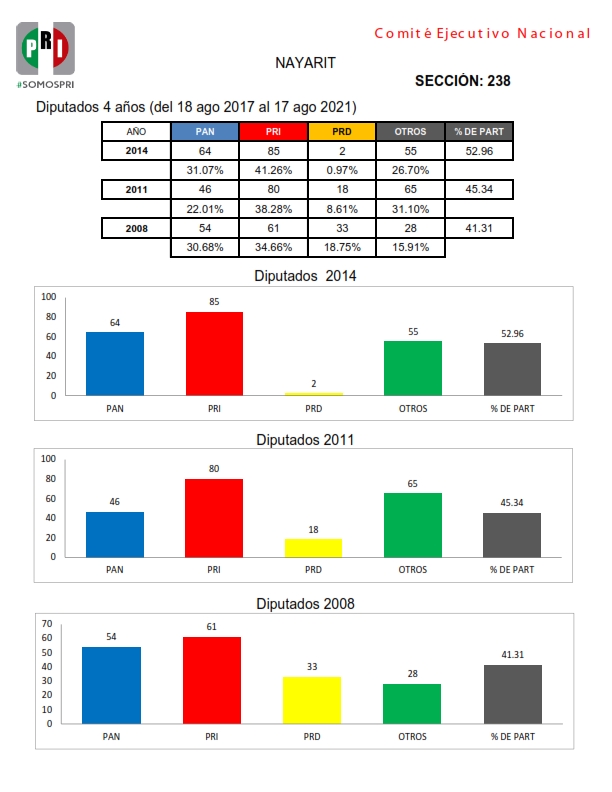 Comité Ejecutivo Nacional
PRI
#SOMOSPRI
NAYARIT
SECCIÓN: 238
Diputados 4 años (del 18 ago 2017 al 17 ago 2021)
AÑO PAN PRI PRD OTROS % DE PART
2014 64 85 2 55 52.96
31.07% 41.26% 0.97% 26.70%
2011 46 80 18 65 45.34
22.01% 38.28% 8.61% 31.10%
2008 54 61 33 28 41.31
30.68% 34.66% 18.75% 15.91%
Diputados 2014
100
80
60
40
20
0
64 85 2 55 52.96
PAN PRI PRD OTROS % DE PART
Diputados 2011
100
80
60
40
20
0
46 80 18 65 45.34
PAN PRI PRD OTROS % DE PART
Diputados 2008
70
60
50
40
30
20
10
0
54 61 33 28 41.31
PAN PRI PRD OTROS % DE PART